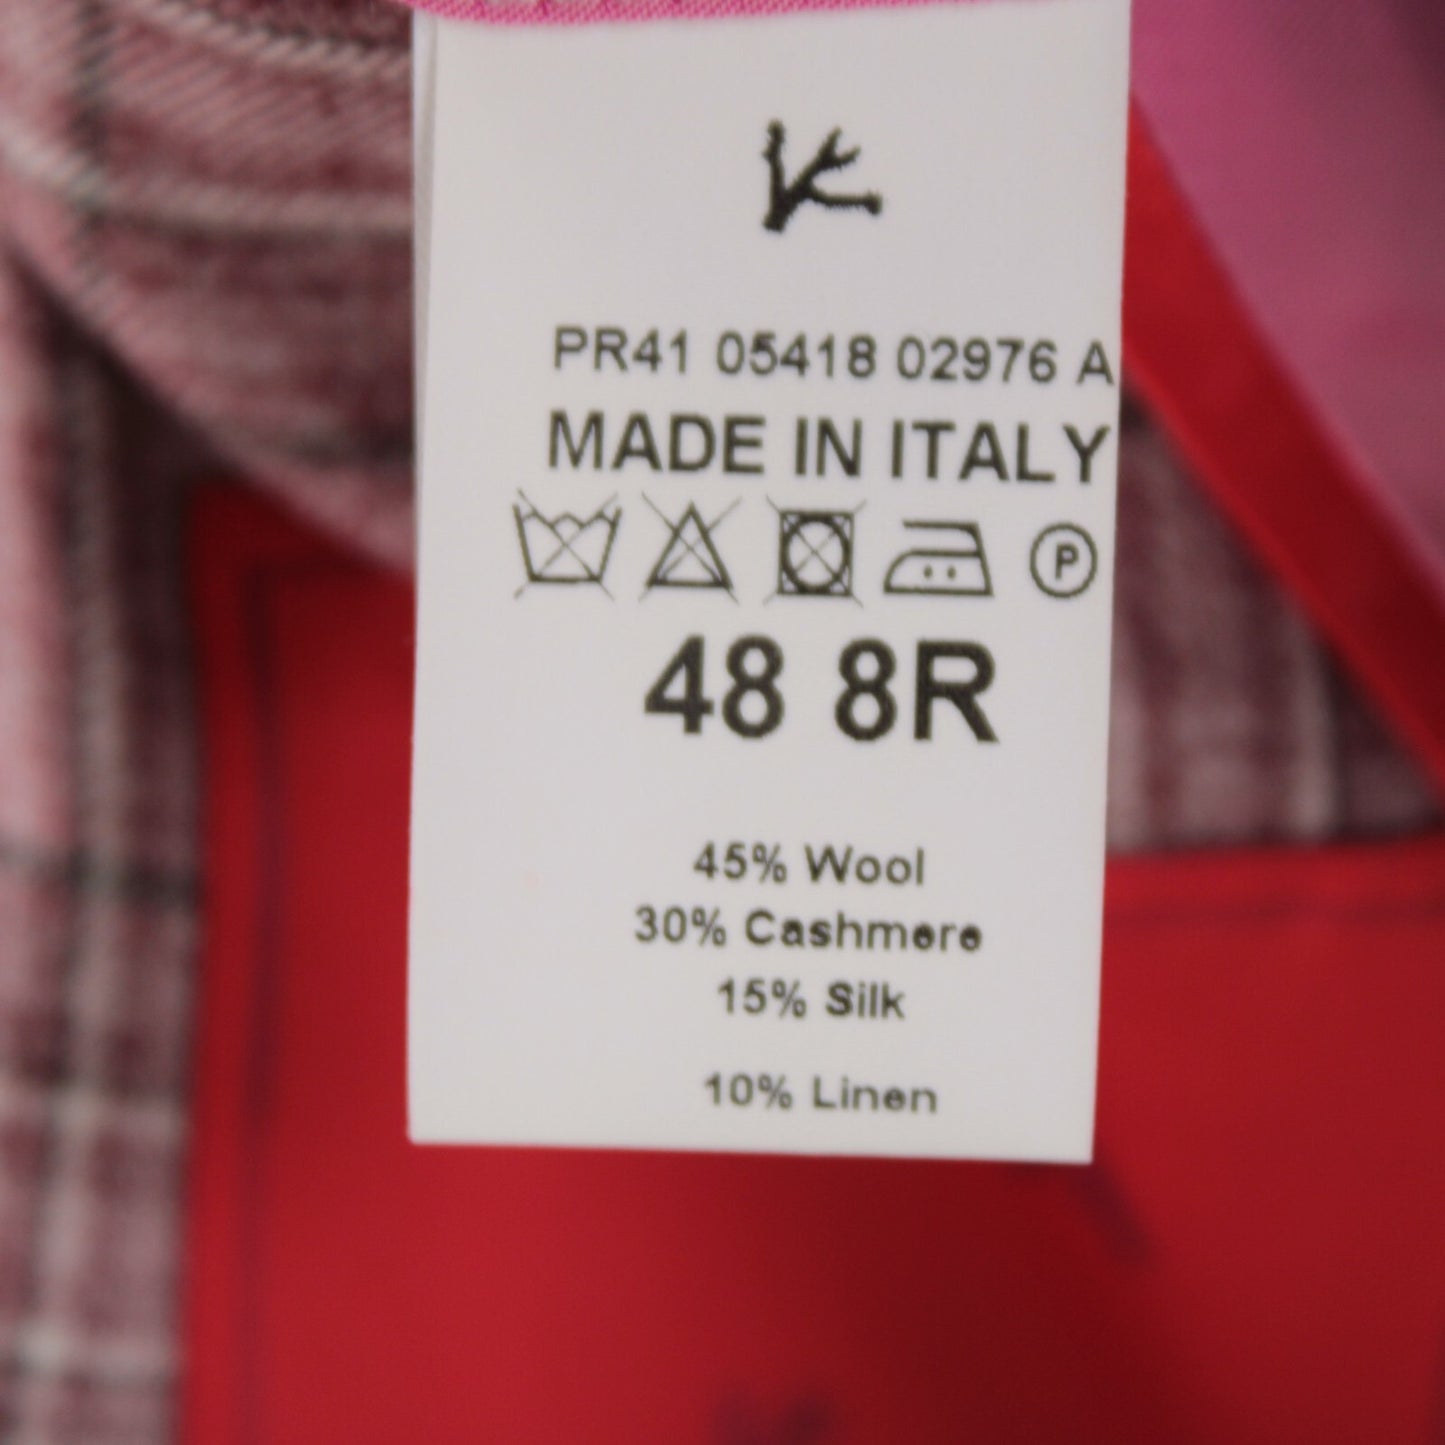 PR41 05418 02976 A
MADE IN ITALY
P
48 8R
45% Wool
30% Cashmere
15% Silk
10% Linen